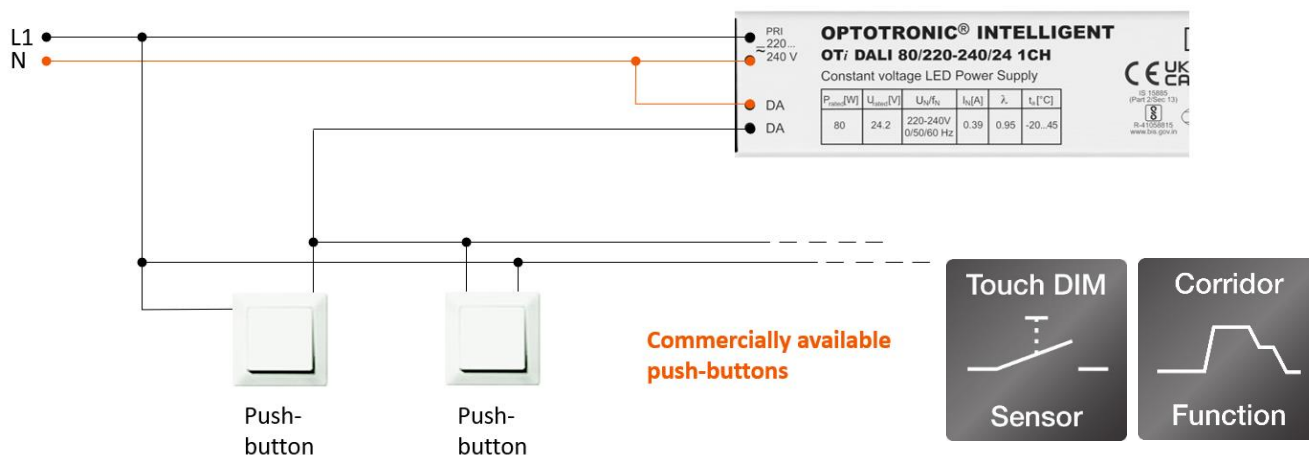 L1
N
PRI
220...
≂ 240 V
DA
DA
OPTOTRONIC® INTELLIGENT
OTi DALI 80/220-240/24 1CH
Constant voltage LED Power Supply
Prated[W] Urated[V] UN/fN IN[A] λ ta[°C]
80 24.2 220-240V 0/50/60 Hz 0.39 0.95 -20...45
CE UK CA
IS 15885
(Part 2/Sec 13)
R-41058815
www.bis.gov.in
Touch DIM
Sensor
Corridor
Function
Commercially available
push-buttons
Push-
button
Push-
button